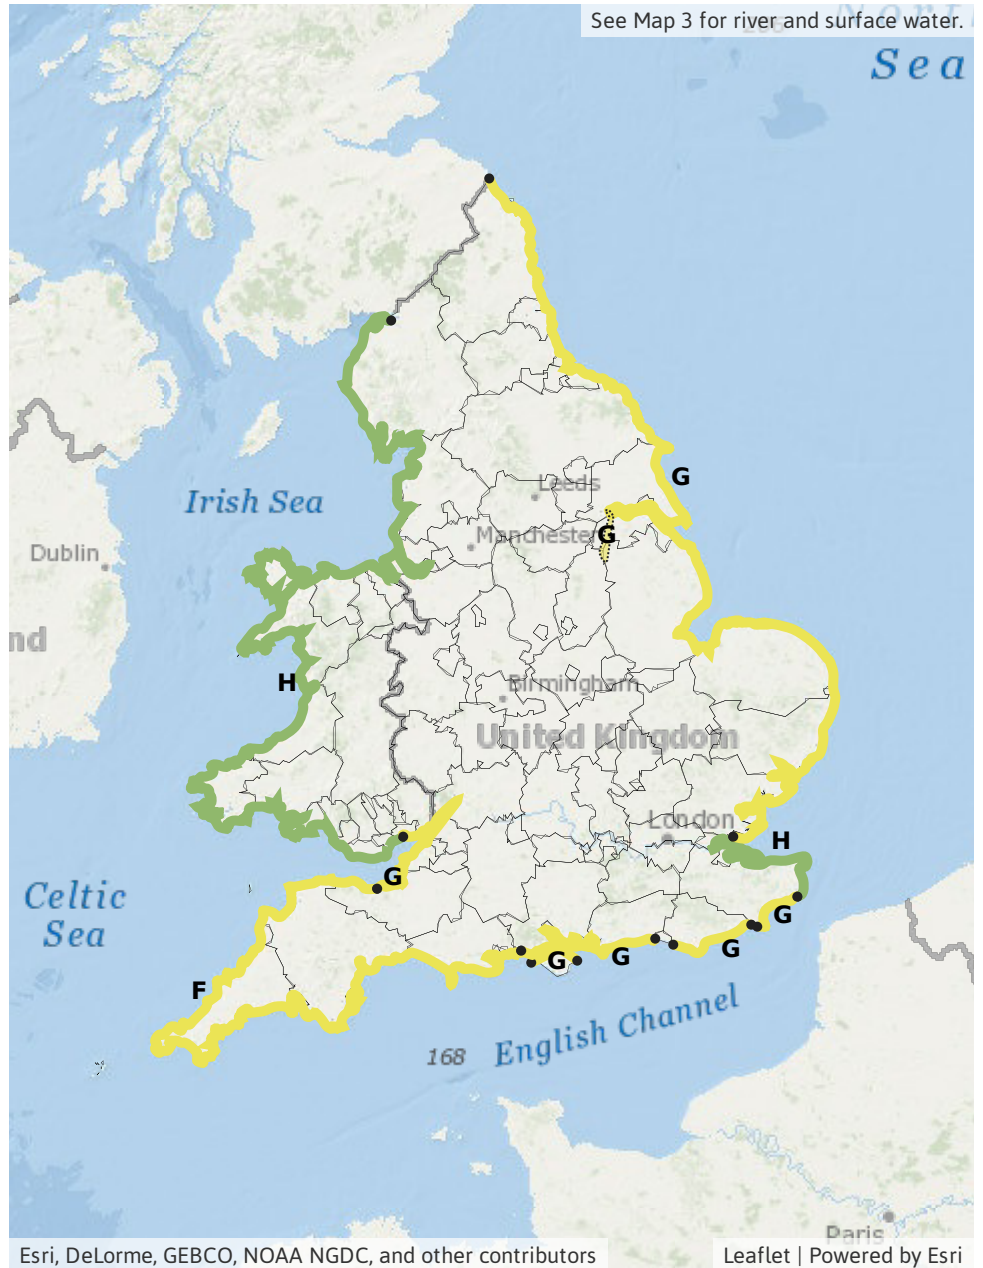 See Map 3 for river and surface water.
North
Sea
G
Leeds
Irish Sea
Manchester
G
Dublin
nd
H
Birmingham
United Kingdom
London
H
G
Celtic
Sea
G
G
G
G
F
English Channel
168
Paris
Esri, DeLorme, GEBCO, NOAA NGDC, and other contributors
Leaflet | Powered by Esri